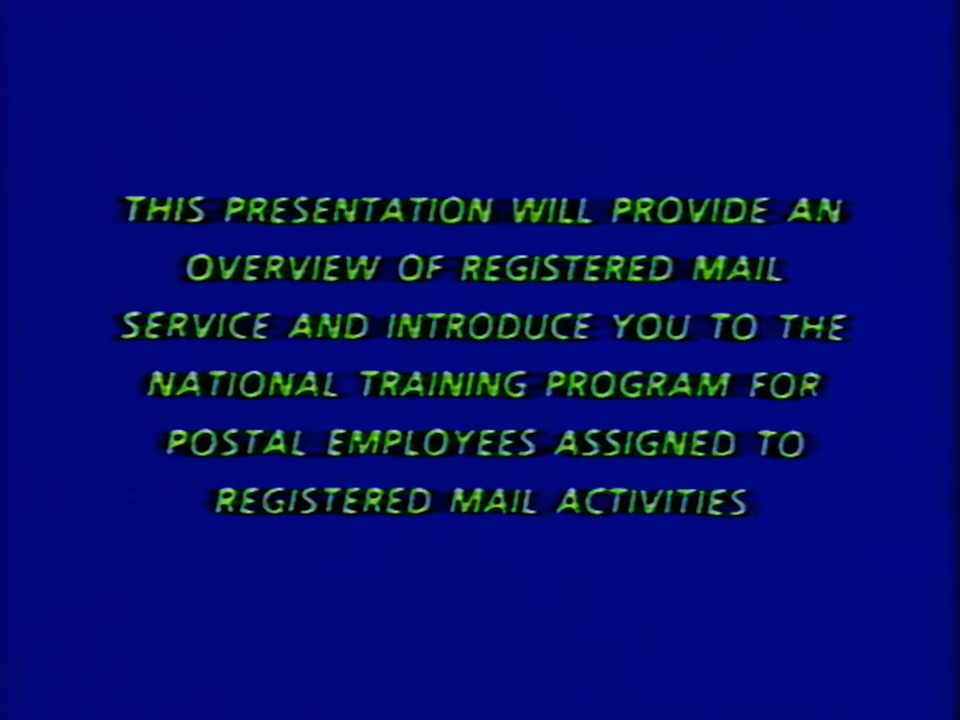 THIS PRESENTATION WILL PROVIDE AN
OVERVIEW OF REGISTERED MAIL
SERVICE AND INTRODUCE YOU TO THE
NATIONAL TRAINING PROGRAM FOR
POSTAL EMPLOYEES ASSIGNED TO
REGISTERED MAIL ACTIVITIES